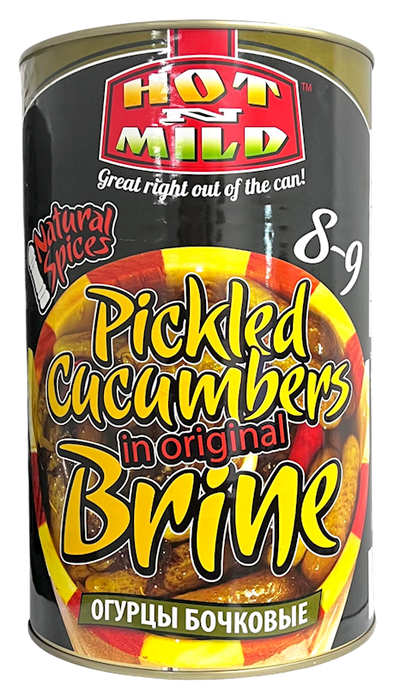 HOT
N
MILD
TM
Great right out of the can!
Natural
Spices
8-9
Pickled
Cucumbers
in original
Brine
ОГУРЦЫ БОЧКОВЫЕ